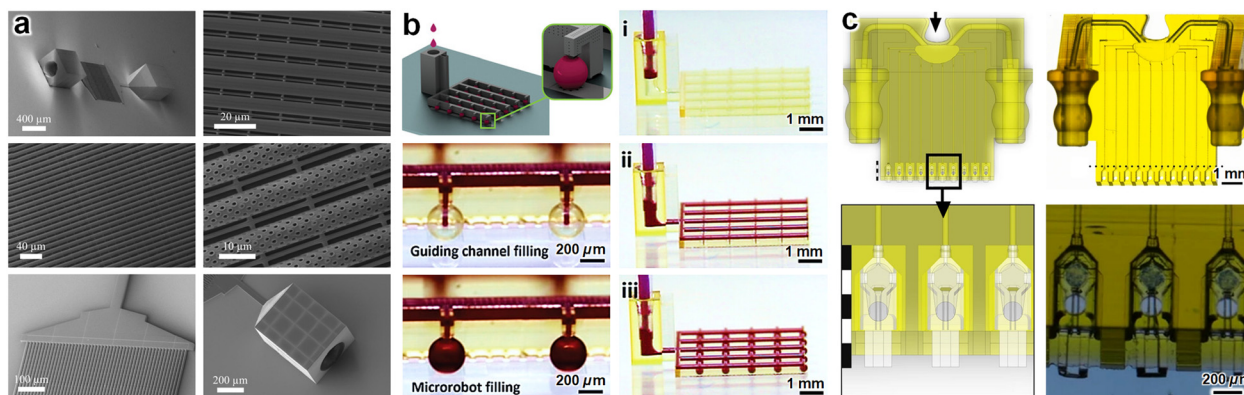 a
400 µm
20 µm
40 µm
10 µm
100 µm
200 µm
b
Guiding channel filling
200 µm
Microrobot filling
200 µm
i
1 mm
ii
1 mm
iii
1 mm
c
1 mm
200 µm